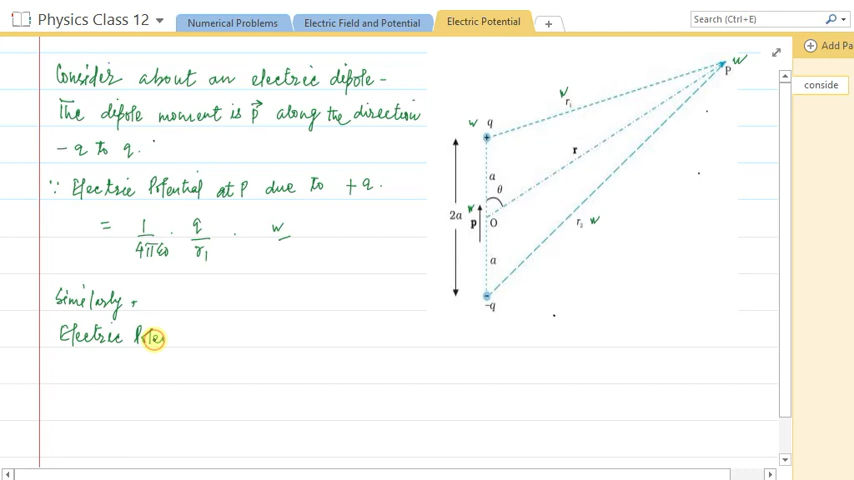 Physics Class 12
Numerical Problems
Electric Field and Potential
Electric Potential
Search (Ctrl+E)
Add Pa
conside
Consider about an electric dipole -
The dipole moment is p⃗ along the direction
- q to q.
∵ Electric Potential at P due to +q.
= 1/4πε0 · q/r1 · w
Similarly,
Electric Pote
P w
w r1
w q
+
a
r
θ
2a w p O
r2 w
a
-q